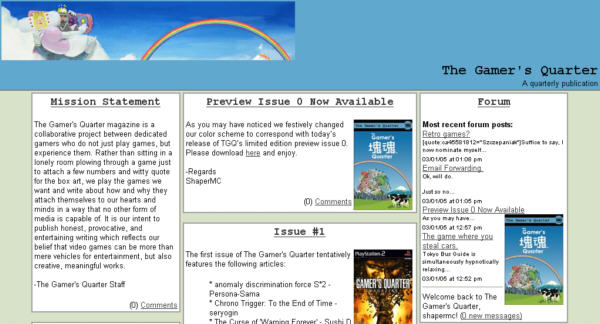 The Gamer's Quarter
A quarterly publication
Mission Statement
The Gamer's Quarter magazine is a
collaborative project between dedicated
gamers who do not just play games, but
experience them. Rather than sitting in a
lonely room plowing through a game just
to attach a few numbers and witty quote
for the box art, we play the games we
want and write about how and why they
attach themselves to our hearts and
minds in a way that no other form of
media is capable of. It is our intent to
publish honest, provocative, and
entertaining writing which reflects our
belief that video games can be more than
mere vehicles for entertainment, but also
creative, meaningful works.
-The Gamer's Quarter Staff
(0) Comments
Preview Issue 0 Now Available
As you may have noticed we festively changed
our color scheme to correspond with today's
release of TGQ's limited edition preview issue 0.
Please download here and enjoy.
-Regards
ShaperMC
The Gamer's
塊魂
Quarter
(0) Comments
Issue #1
The first issue of The Gamer's Quarter tentatively
features the following articles:
* anomaly discrimination force S*2 -
Persona-Sama
* Chrono Trigger: To the End of Time -
seryogin
* The Curse of 'Warning Forever' - Sushi D
PlayStation 2
GAMER'S QUARTER
Forum
Most recent forum posts:
Retro games?
[quote:ca45581812="Szczepaniak"]Suffice to say, I
now nominate myself...
03/01/05 at 01:08 pm
Email Forwarding.
Ok, will do.
Just so no...
03/01/05 at 01:05 pm
Preview Issue 0 Now Available
As you may have...
03/01/05 at 12:57 pm
The game where you
steal cars.
Tokyo Bus Guide is
simultaneously hypnotically
relaxing...
03/01/05 at 12:52 pm
The Gamer's
塊魂
Quarter
Welcome back to The
Gamer's Quarter,
shapermc! (0 new messages)